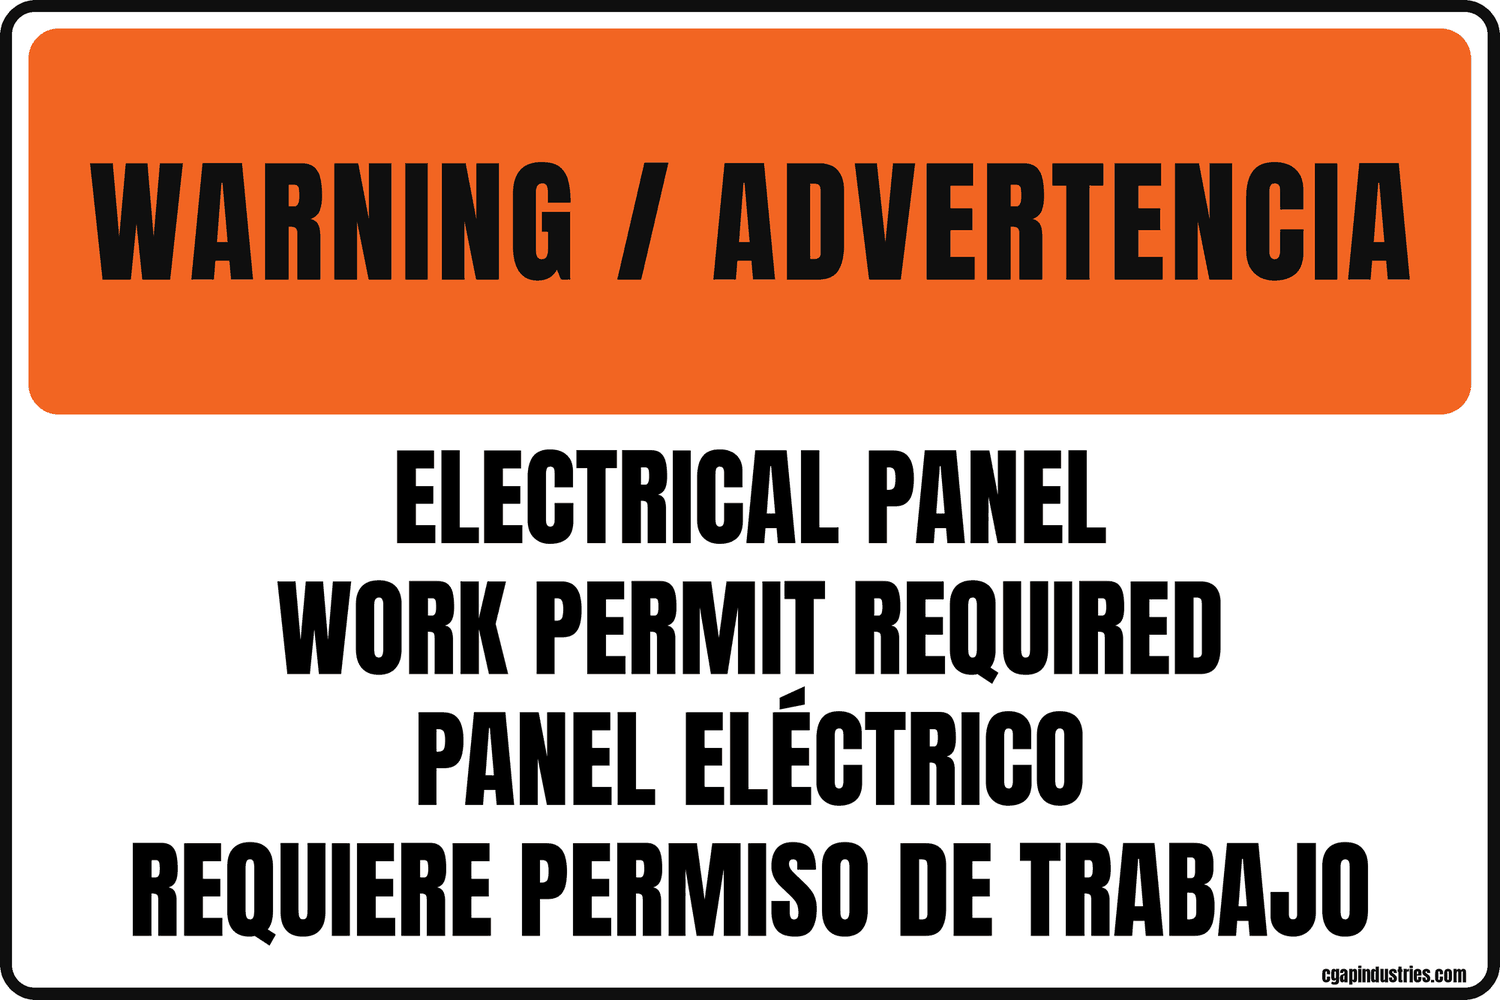 WARNING / ADVERTENCIA
ELECTRICAL PANEL
WORK PERMIT REQUIRED
PANEL ELÉCTRICO
REQUIERE PERMISO DE TRABAJO
cgapindustries.com